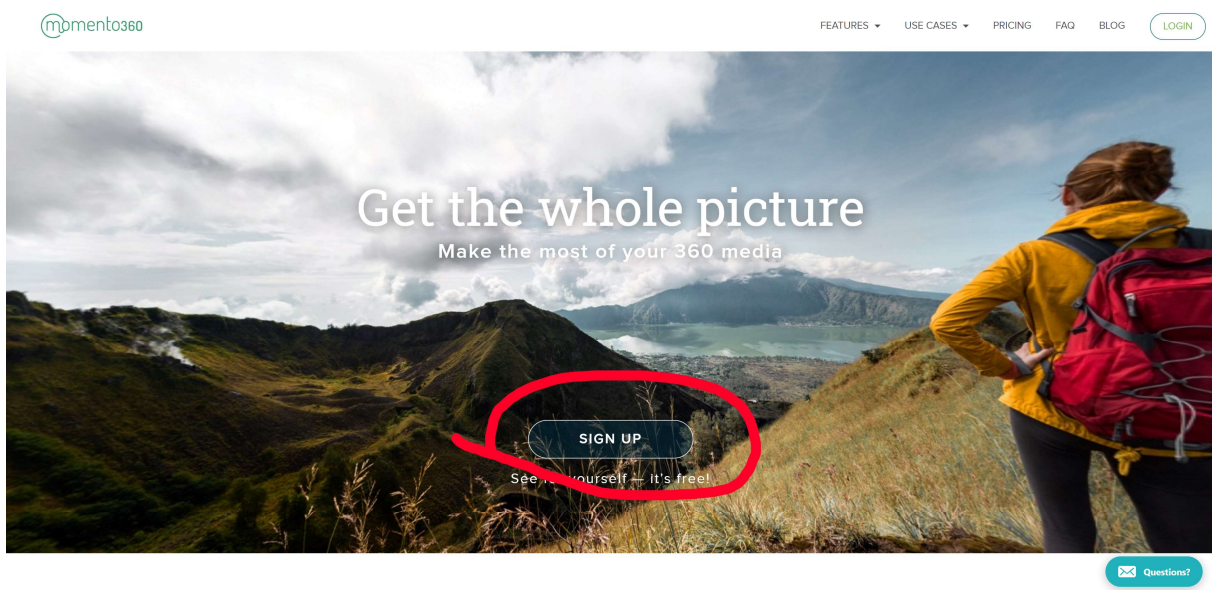 momento360
FEATURES
USE CASES
PRICING
FAQ
BLOG
LOGIN
Get the whole picture
Make the most of your 360 media
SIGN UP
See yourself — it's free!
Questions?